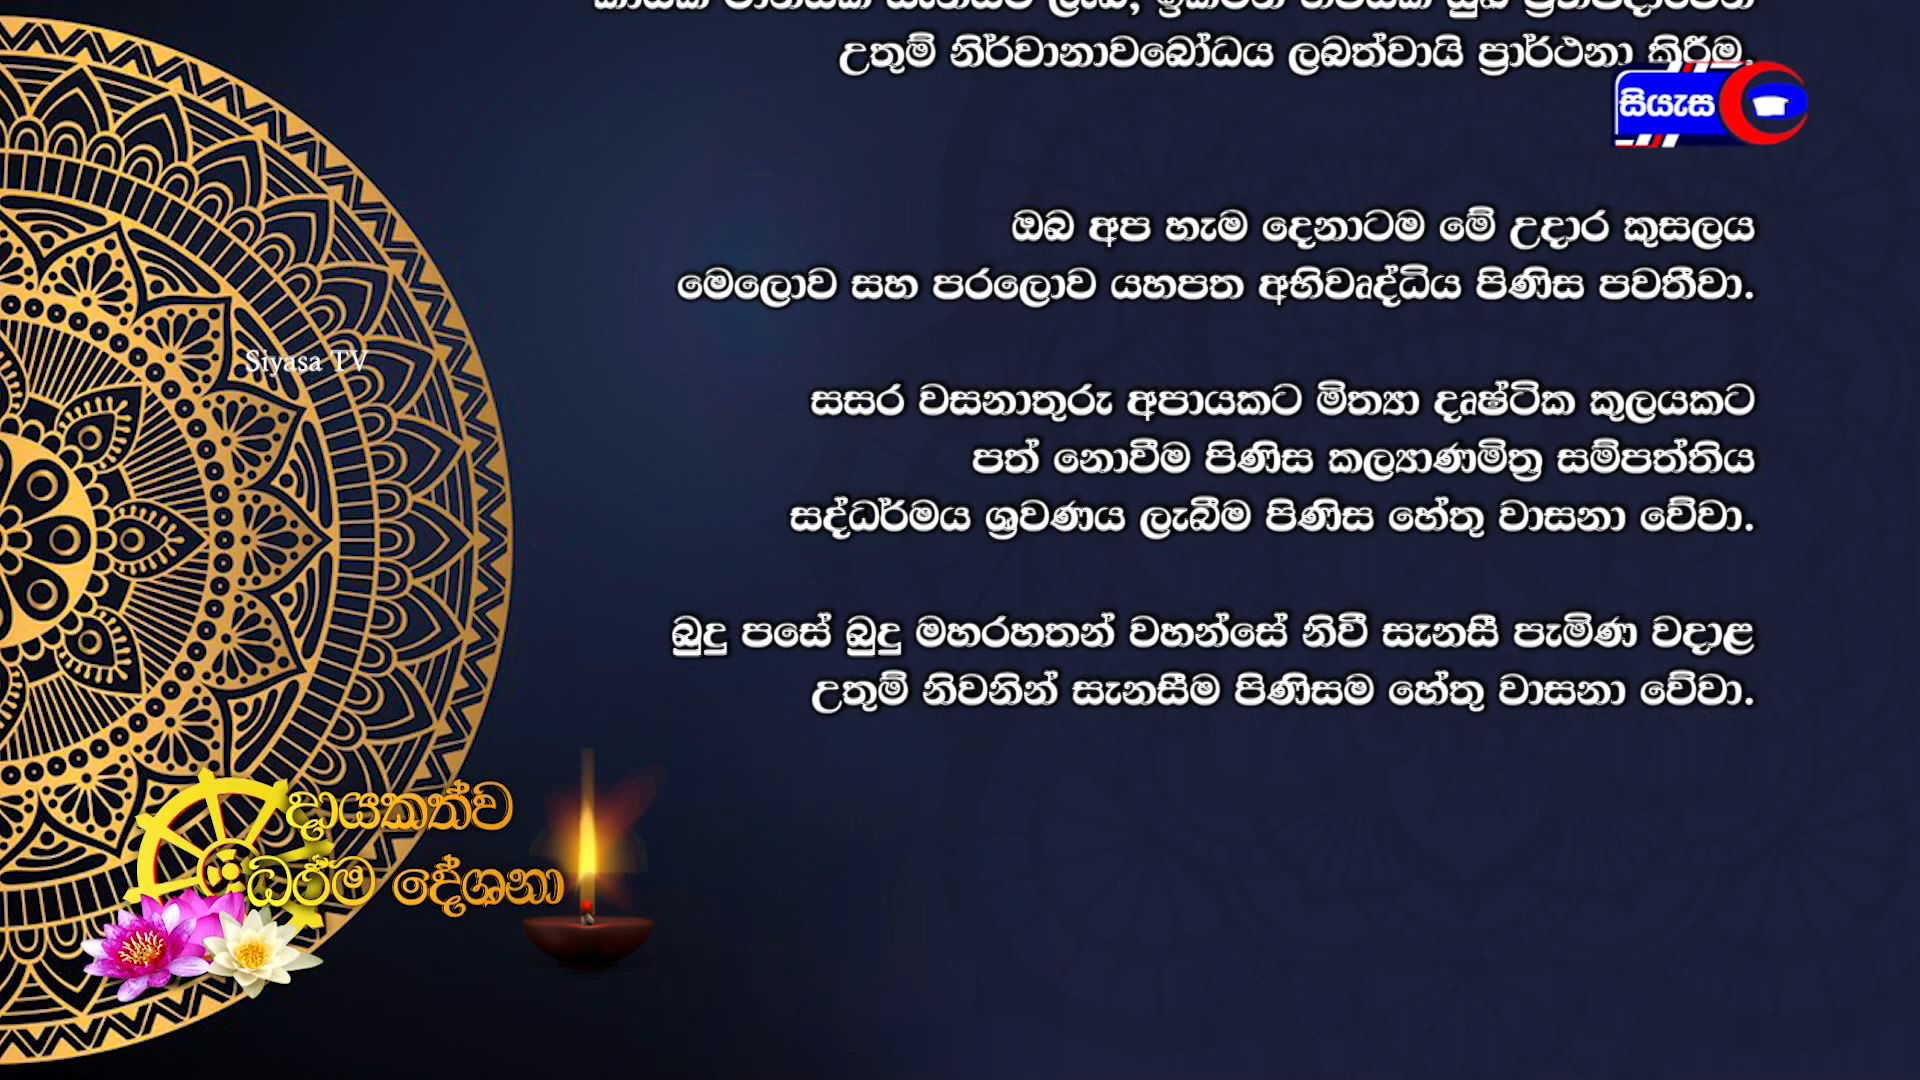 උතුම් නිර්වානාවබෝධය ලබත්වායි ප්‍රාර්ථනා කිරීම.
සියැස
ඔබ අප හැම දෙනාටම මේ උදාර කුසලය
මෙලොව සහ පරලොව යහපත අභිවෘද්ධිය පිණිස පවතීවා.
Siyasa TV
සසර වසනාතුරු අපායකට මිත්‍යා දෘෂ්ටික කුලයකට
පත් නොවීම පිණිස කල්‍යාණමිත්‍ර සම්පත්තිය
සද්ධර්මය ශ්‍රවණය ලැබීම පිණිස හේතු වාසනා වේවා.
බුදු පසේ බුදු මහරහතන් වහන්සේ නිවී සැනසී පැමිණ වදාළ
උතුම් නිවනින් සැනසීම පිණිසම හේතු වාසනා වේවා.
දායකත්ව
ධර්ම දේශනා